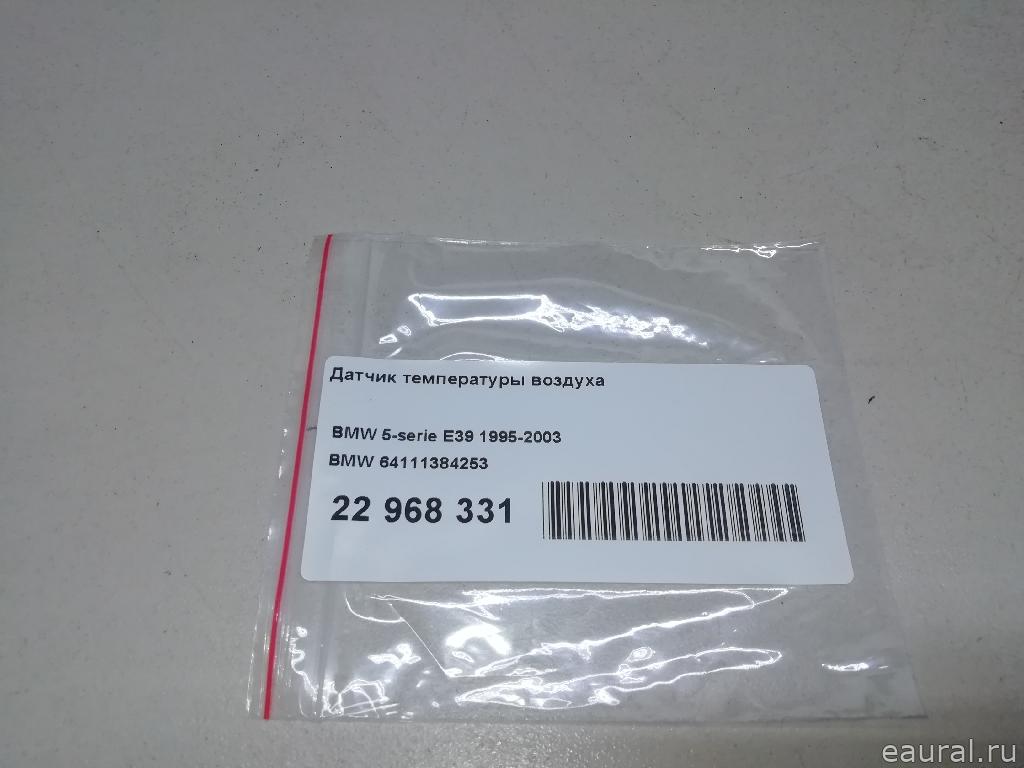 Датчик температуры воздуха
BMW 5-serie E39 1995-2003
BMW 64111384253
22 968 331
eaural.ru